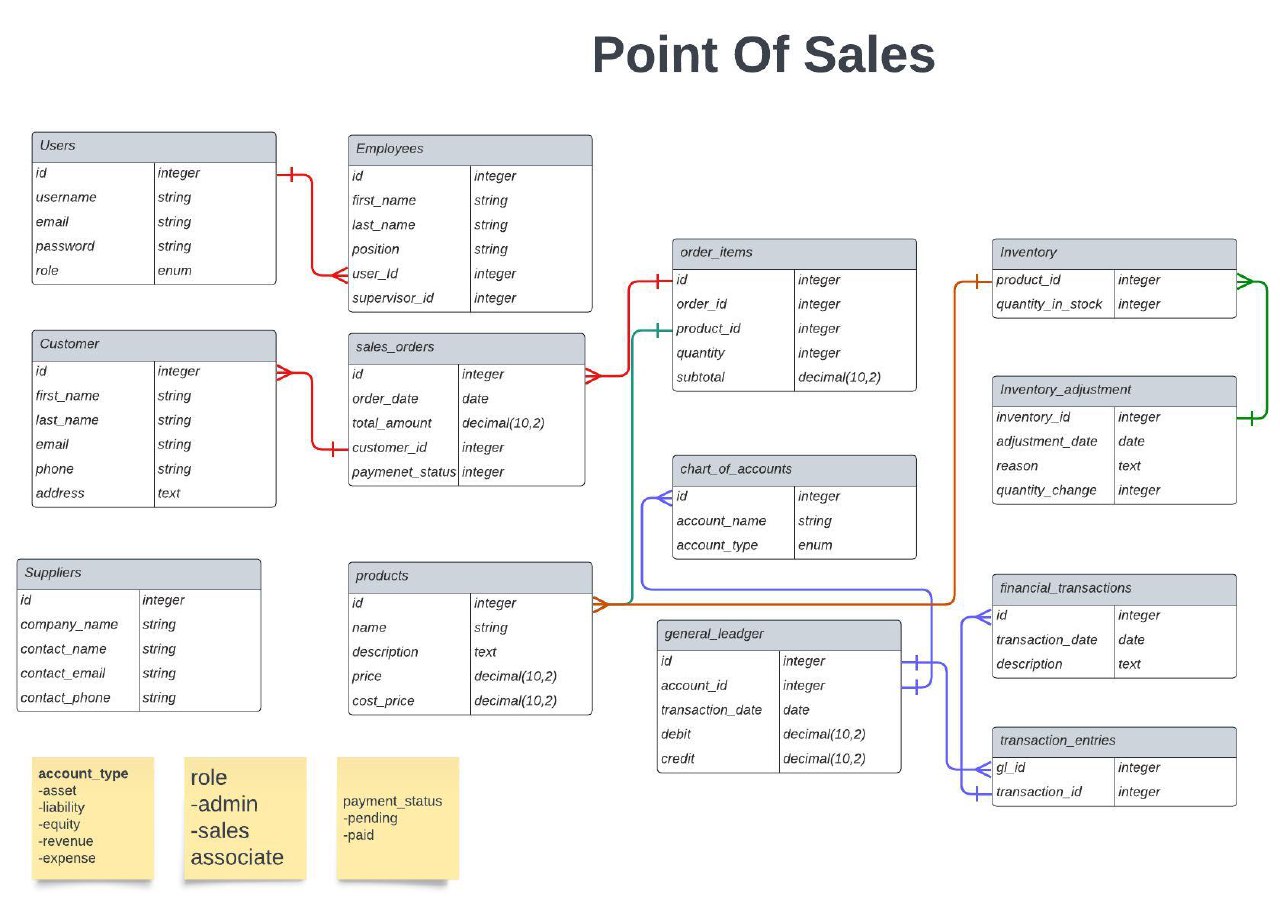 Point Of Sales
Users
id integer
username string
email string
password string
role enum
Employees
id integer
first_name string
last_name string
position string
user_Id integer
supervisor_id integer
order_items
id integer
order_id integer
product_id integer
quantity integer
subtotal decimal(10,2)
Inventory
product_id integer
quantity_in_stock integer
Customer
id integer
first_name string
last_name string
email string
phone string
address text
sales_orders
id integer
order_date date
total_amount decimal(10,2)
customer_id integer
paymenet_status integer
Inventory_adjustment
inventory_id integer
adjustment_date date
reason text
quantity_change integer
chart_of_accounts
id integer
account_name string
account_type enum
Suppliers
id integer
company_name string
contact_name string
contact_email string
contact_phone string
products
id integer
name string
description text
price decimal(10,2)
cost_price decimal(10,2)
general_leadger
id integer
account_id integer
transaction_date date
debit decimal(10,2)
credit decimal(10,2)
financial_transactions
id integer
transaction_date date
description text
transaction_entries
gl_id integer
transaction_id integer
account_type
-asset
-liability
-equity
-revenue
-expense
role
-admin
-sales
associate
payment_status
-pending
-paid